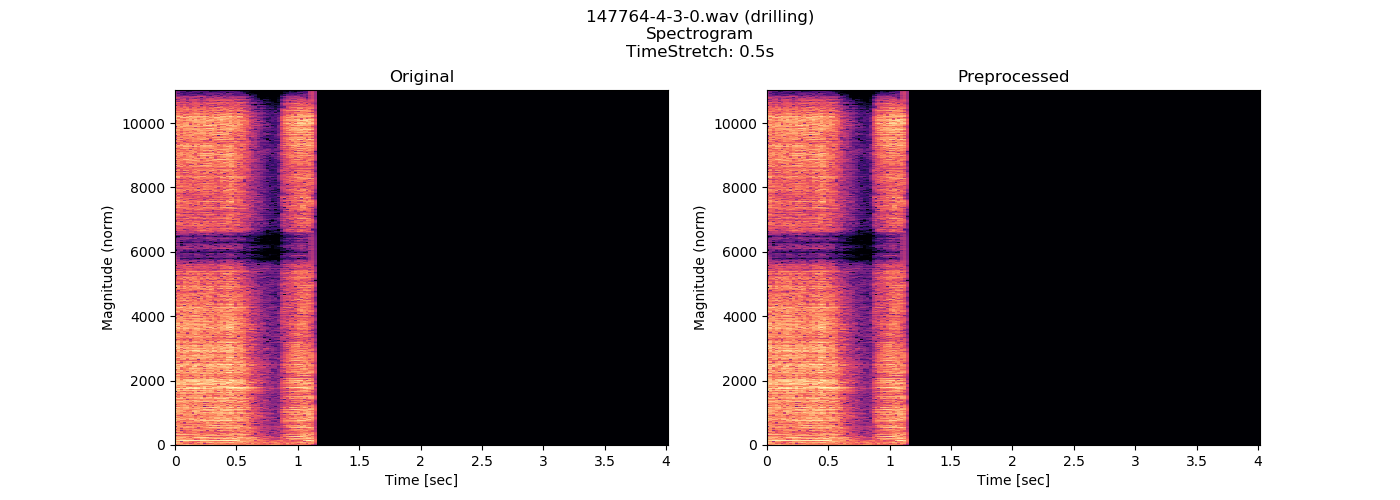 147764-4-3-0.wav (drilling)
Spectrogram
TimeStretch: 0.5s
Original
Magnitude (norm)
10000
8000
6000
4000
2000
0
0 0.5 1 1.5 2 2.5 3 3.5 4
Time [sec]
Preprocessed
Magnitude (norm)
10000
8000
6000
4000
2000
0
0 0.5 1 1.5 2 2.5 3 3.5 4
Time [sec]